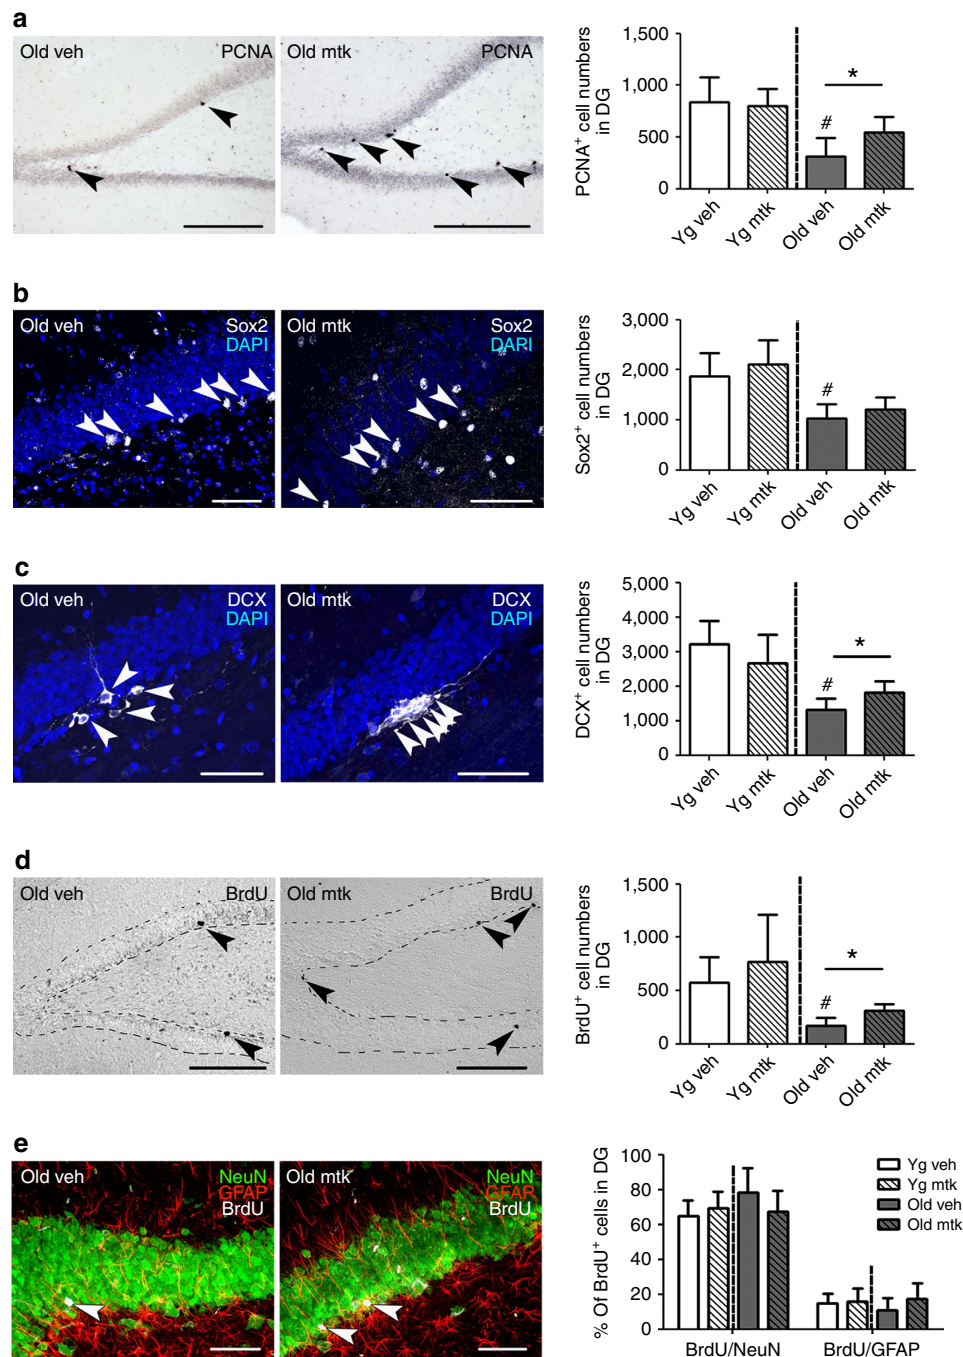 a
Old veh PCNA
Old mtk PCNA
PCNA+ cell numbers
in DG
1,500
1,000
500
0
#
*
Yg veh
Yg mtk
Old veh
Old mtk
b
Old veh Sox2
DAPI
Old mtk Sox2
DAPI
Sox2+ cell numbers
in DG
3,000
2,000
1,000
0
#
Yg veh
Yg mtk
Old veh
Old mtk
c
Old veh DCX
DAPI
Old mtk DCX
DAPI
DCX+ cell numbers
in DG
5,000
4,000
3,000
2,000
1,000
0
#
*
Yg veh
Yg mtk
Old veh
Old mtk
d
Old veh BrdU
Old mtk BrdU
BrdU+ cell numbers
in DG
1,500
1,000
500
0
#
*
Yg veh
Yg mtk
Old veh
Old mtk
e
Old veh NeuN
GFAP
BrdU
Old mtk NeuN
GFAP
BrdU
% Of BrdU+ cells in DG
100
80
60
40
20
0
Yg veh
Yg mtk
Old veh
Old mtk
BrdU/NeuN BrdU/GFAP